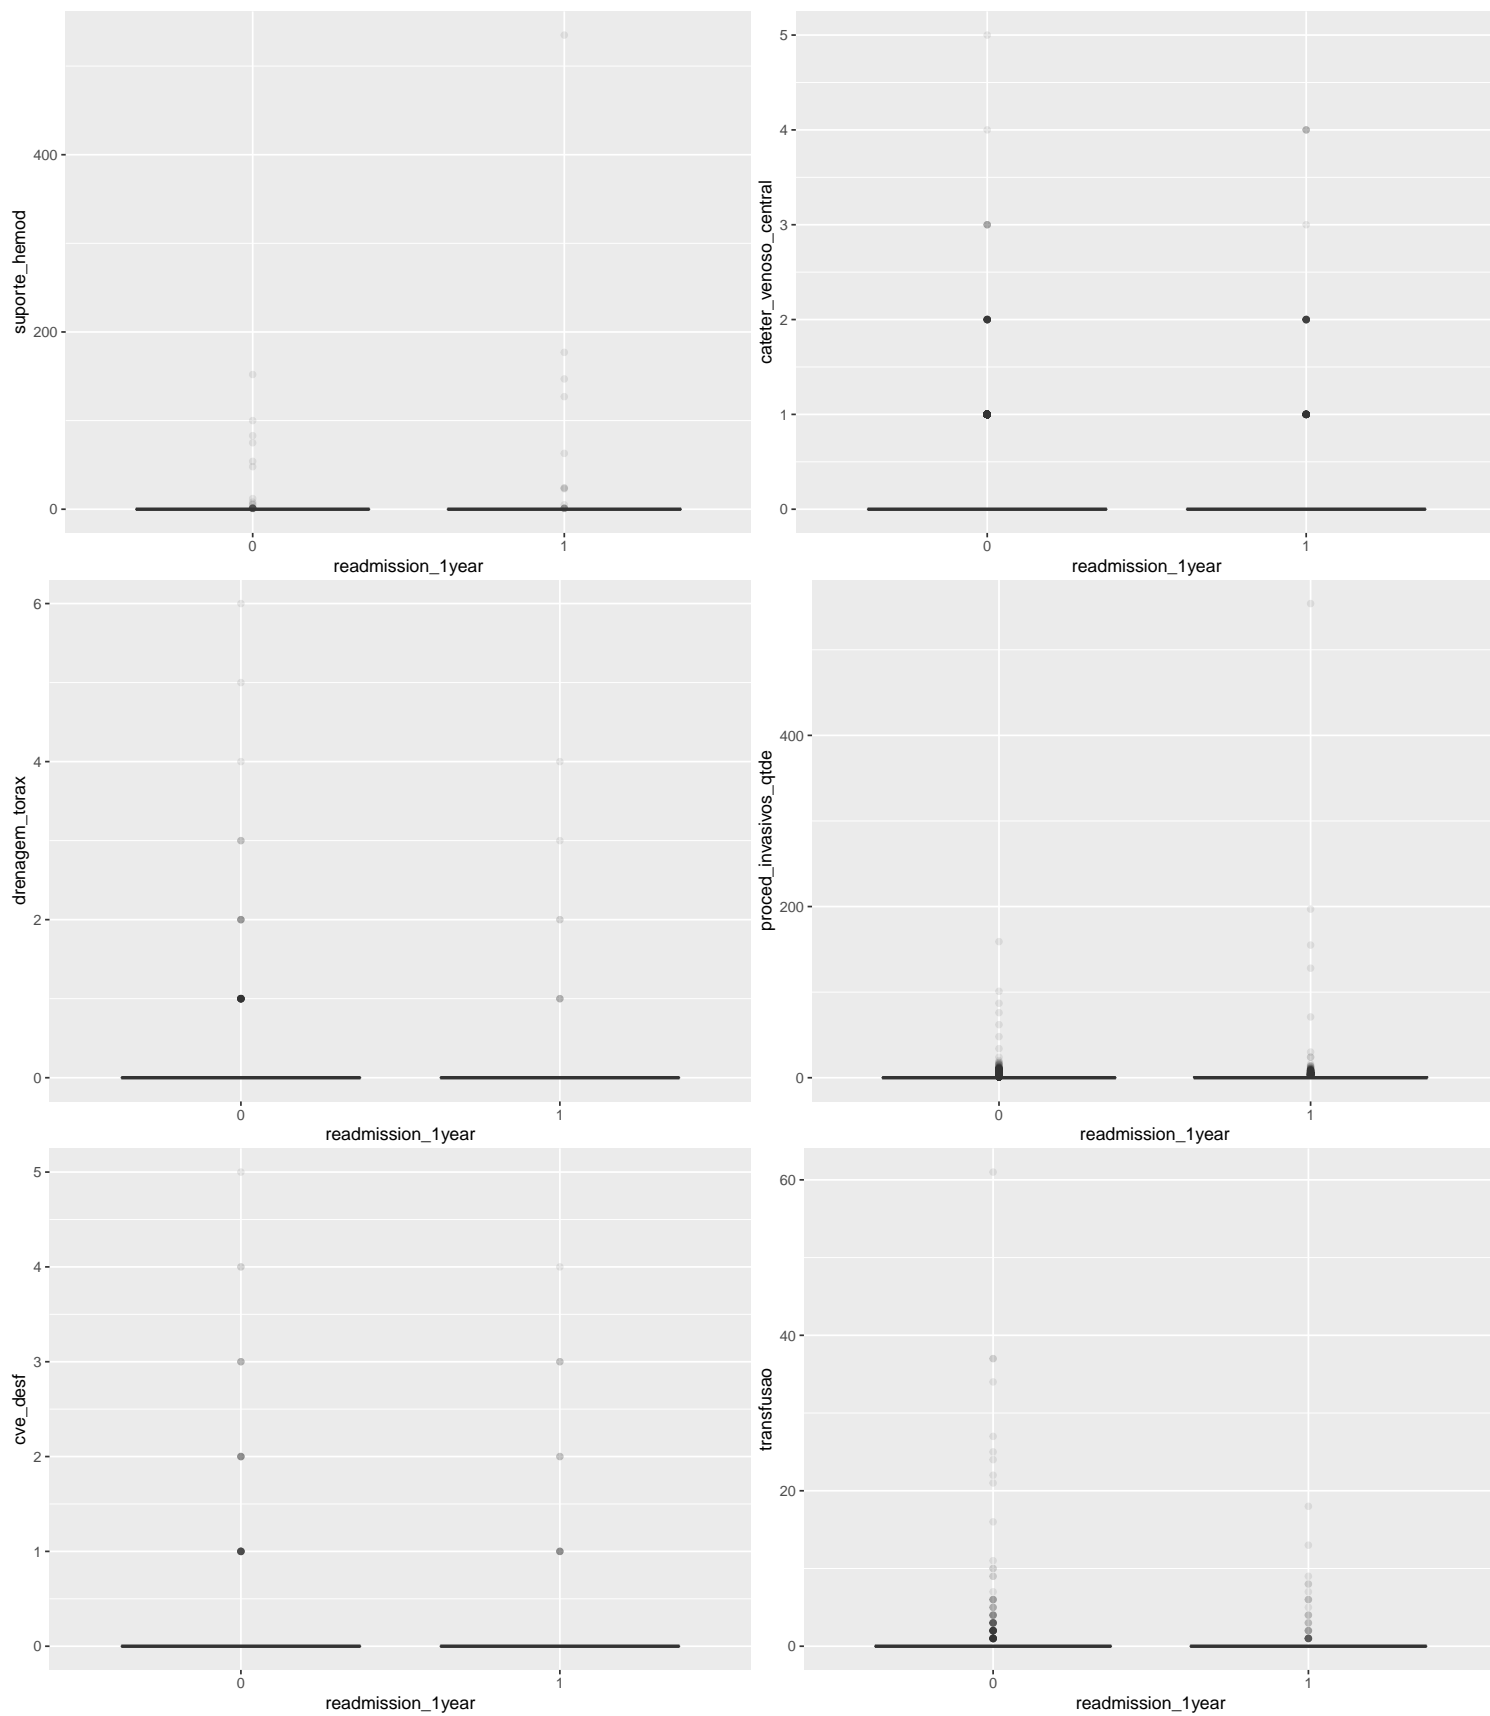 suporte_hemod
400
200
0
0 1
readmission_1year
cateter_venoso_central
5
4
3
2
1
0
0 1
readmission_1year
drenagem_torax
6
4
2
0
0 1
readmission_1year
proced_invasivos_qtde
400
200
0
0 1
readmission_1year
cve_desf
5
4
3
2
1
0
0 1
readmission_1year
transfusao
60
40
20
0
0 1
readmission_1year